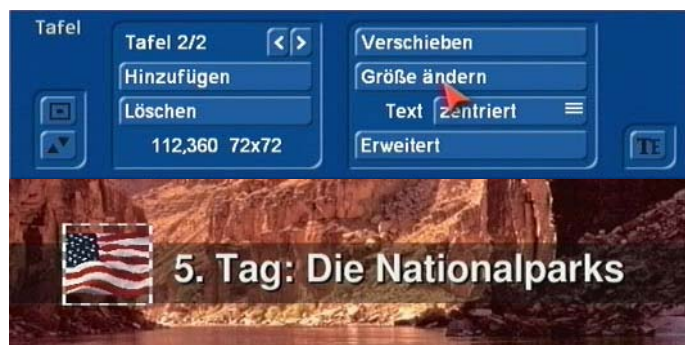 Tafel
Tafel 2/2 < >
Hinzufügen
Löschen
112,360 72x72
Verschieben
Größe ändern
Text zentriert
Erweitert
TE
5. Tag: Die Nationalparks